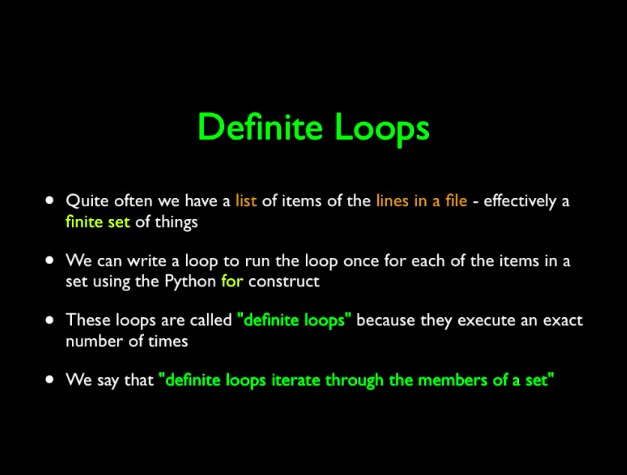 Definite Loops
• Quite often we have a list of items of the lines in a file - effectively a
finite set of things
• We can write a loop to run the loop once for each of the items in a
set using the Python for construct
• These loops are called "definite loops" because they execute an exact
number of times
• We say that "definite loops iterate through the members of a set"